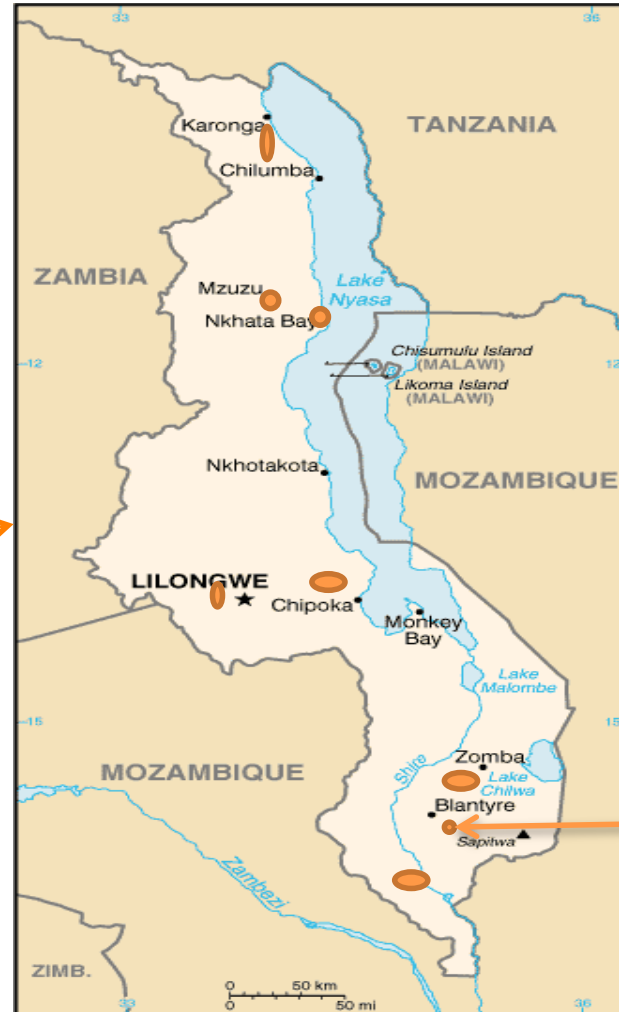 33
36
Karonga
TANZANIA
Chilumba
ZAMBIA
Mzuzu
Lake
Nyasa
Nkhata Bay
Chisumulu Island
(MALAWI)
12
12
Likoma Island
(MALAWI)
Nkhotakota
MOZAMBIQUE
LILONGWE
Chipoka
Monkey
Bay
Lake
Malombe
15
15
MOZAMBIQUE
Shire
Zomba
Lake
Chilwa
Blantyre
Sapitwa
Zambezi
ZIMB.
0 50 km
0 50 mi
33
36